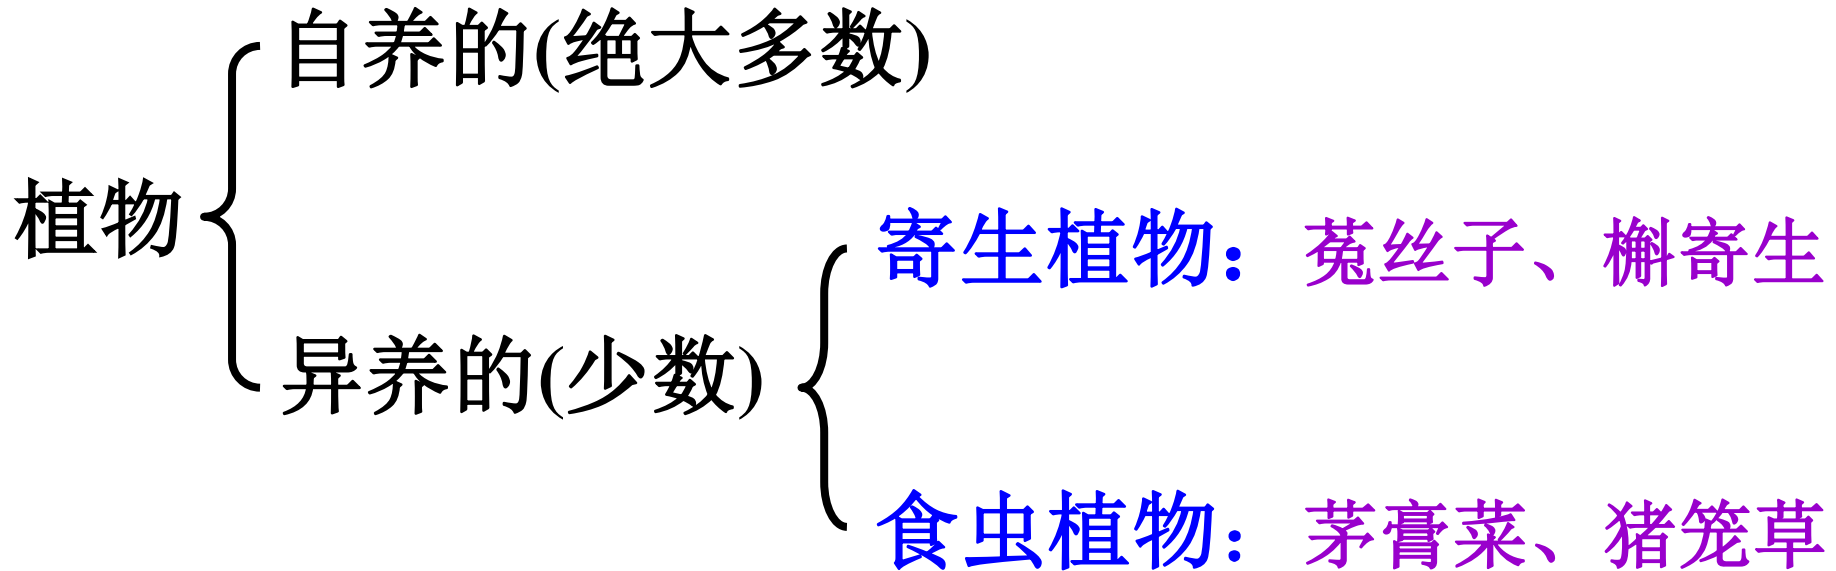 自养的(绝大多数)
植物
寄生植物：菟丝子、槲寄生
异养的(少数)
食虫植物：茅膏菜、猪笼草